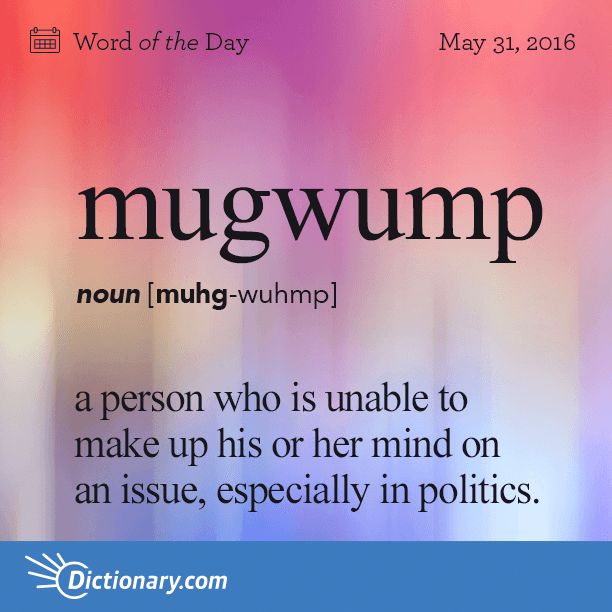 Word of the Day
May 31, 2016
mugwump
noun [muhg-wuhmp]
a person who is unable to
make up his or her mind on
an issue, especially in politics.
Dictionary.com